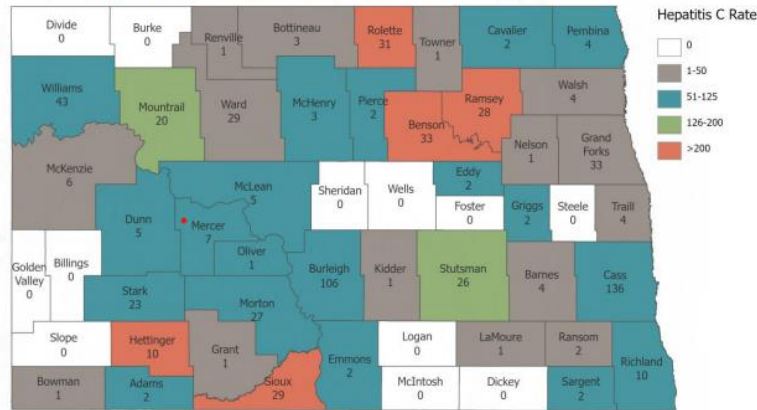 Hepatitis C Rate
0
1-50
51-125
126-200
>200
Divide
0
Burke
0
Renville
1
Bottineau
3
Rolette
31
Towner
1
Cavalier
2
Pembina
4
Williams
43
Mountrail
20
Ward
29
McHenry
3
Pierce
2
Benson
33
Ramsey
28
Walsh
4
Nelson
1
Grand
Forks
33
McKenzie
6
McLean
5
Sheridan
0
Wells
0
Eddy
2
Foster
0
Griggs
2
Steele
0
Traill
4
Dunn
5
Mercer
7
Oliver
1
Golden
Valley
0
Billings
0
Burleigh
106
Kidder
1
Stutsman
26
Barnes
4
Cass
136
Stark
23
Morton
27
Slope
0
Hettinger
10
Grant
1
Emmons
2
Logan
0
LaMoure
1
Ransom
2
Richland
10
Bowman
1
Adams
2
Sioux
29
McIntosh
0
Dickey
0
Sargent
2